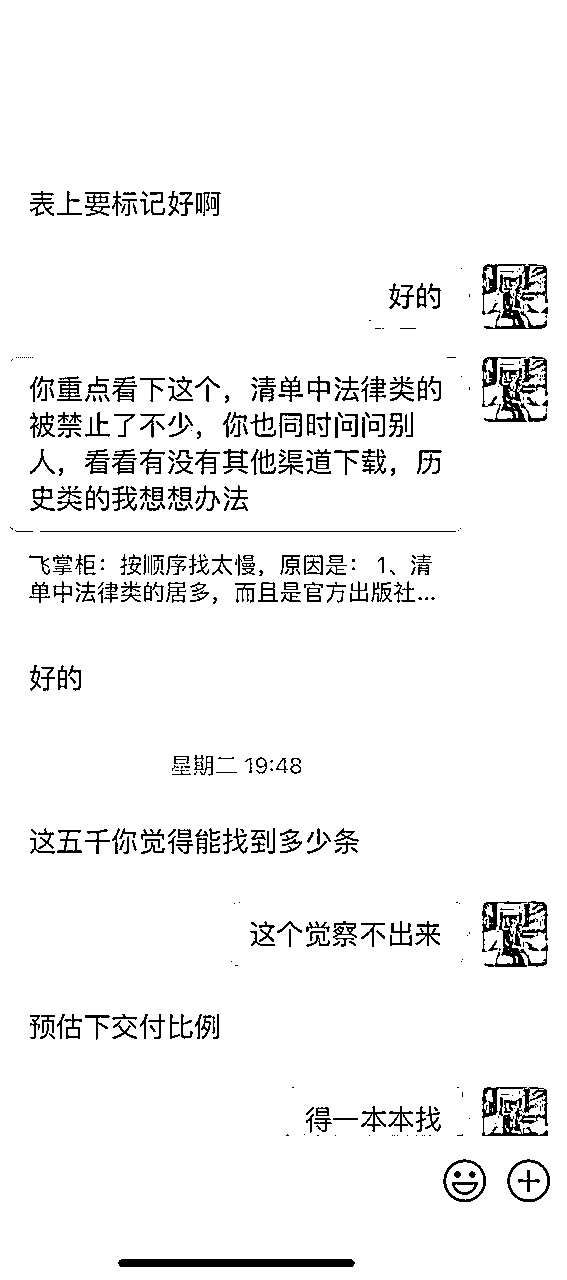 表上要标记好啊
好的
你重点看下这个，清单中法律类的
被禁止了不少，你也同时问问别
人，看看有没有其他渠道下载，历
史类的我想想办法
飞掌柜：按顺序找太慢，原因是： 1、清
单中法律类的居多，而且是官方出版社...
好的
星期二 19:48
这五千你觉得能找到多少条
这个觉察不出来
预估下交付比例
得一本本找